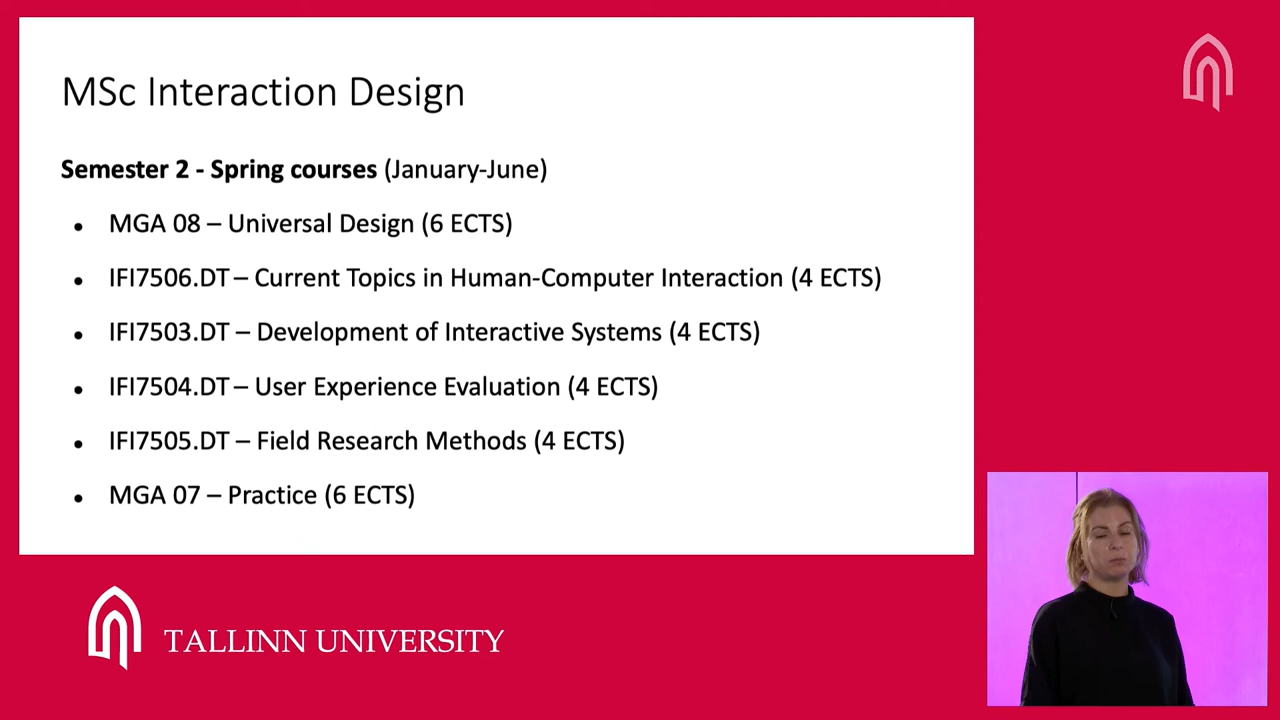 MSc Interaction Design
Semester 2 - Spring courses (January-June)
• MGA 08 – Universal Design (6 ECTS)
• IFI7506.DT – Current Topics in Human-Computer Interaction (4 ECTS)
• IFI7503.DT – Development of Interactive Systems (4 ECTS)
• IFI7504.DT – User Experience Evaluation (4 ECTS)
• IFI7505.DT – Field Research Methods (4 ECTS)
• MGA 07 – Practice (6 ECTS)
TALLINN UNIVERSITY